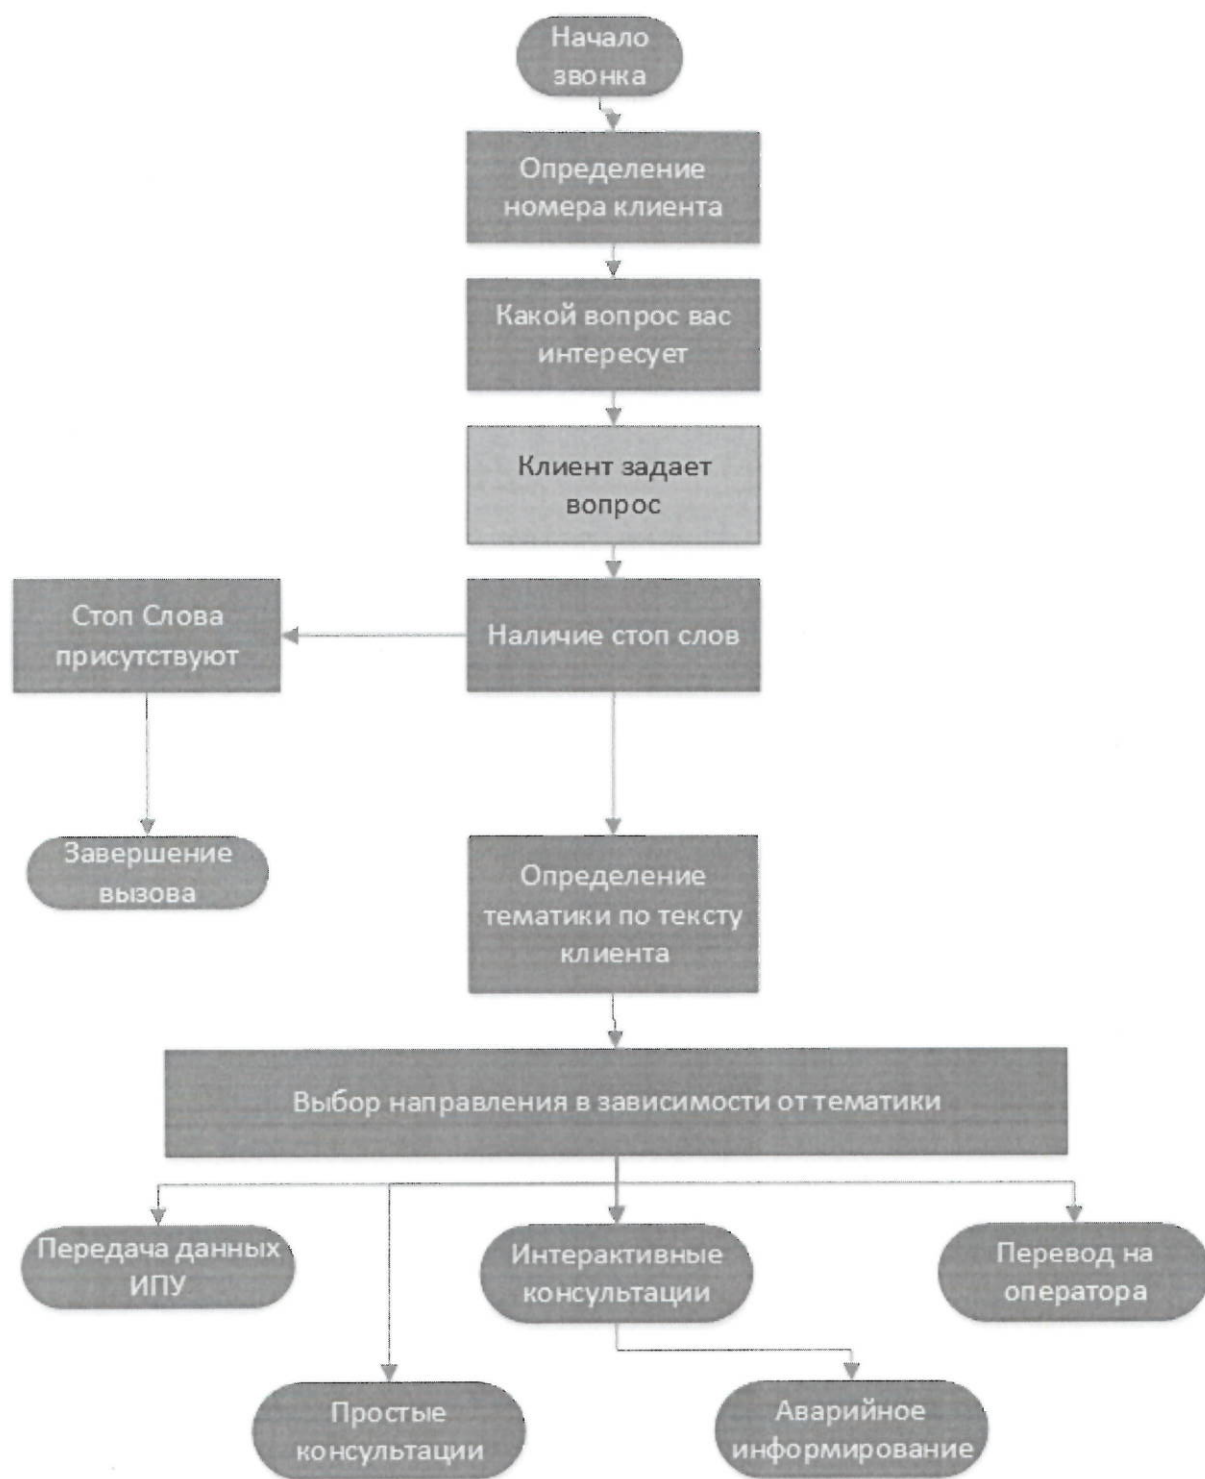 Начало
звонка
Определение
номера клиента
Какой вопрос вас
интересует
Клиент задает
вопрос
Стоп Слова
присутствуют
Наличие стоп слов
Завершение
вызова
Определение
тематики по тексту
клиента
Выбор направления в зависимости от тематики
Передача данных
ИПУ
Интерактивные
консультации
Перевод на
оператора
Простые
консультации
Аварийное
информирование